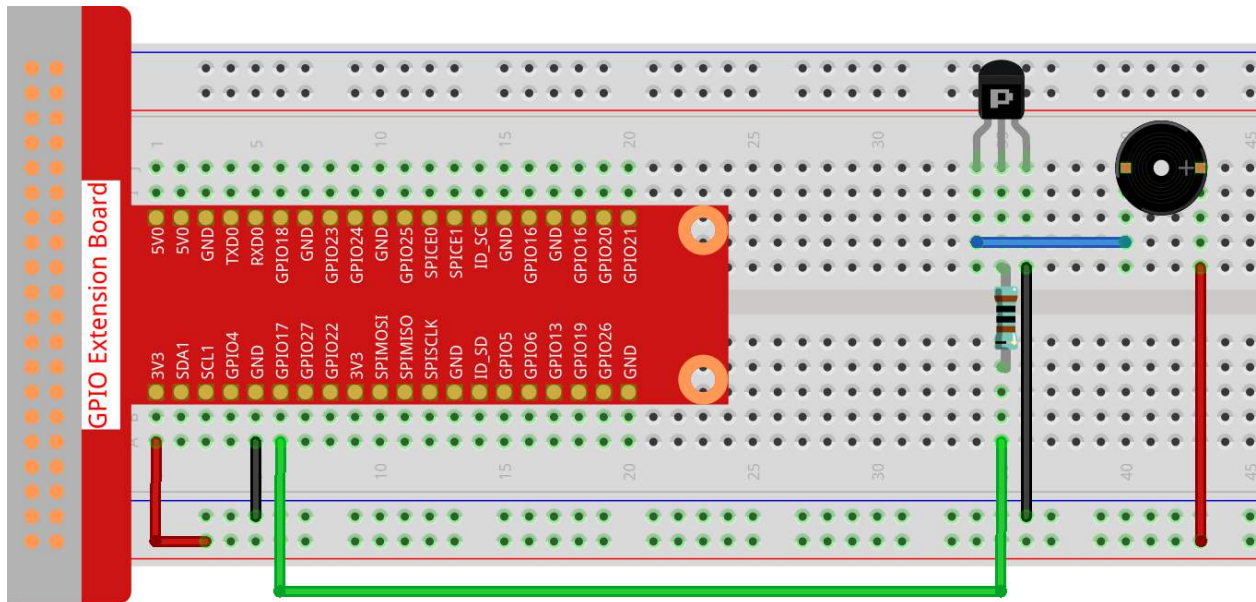 GPIO Extension Board
1 5 10 15 20 25 30 35 40 45
J
I
5V0 5V0 GND TXD0 RXD0 GPIO18 GND GPIO23 GPIO24 GND GPIO25 SPICE0 SPICE1 ID_SC GND GPIO16 GND GPIO16 GPIO20 GPIO21
3V3 SDA1 SCL1 GPIO4 GND GPIO17 GPIO27 GPIO22 3V3 SPIMOSI SPIMISO SPISCLK GND ID_SD GPIO5 GPIO6 GPIO13 GPIO19 GPIO26 GND
B
A
10 15 20 25 30 40 45
P
+